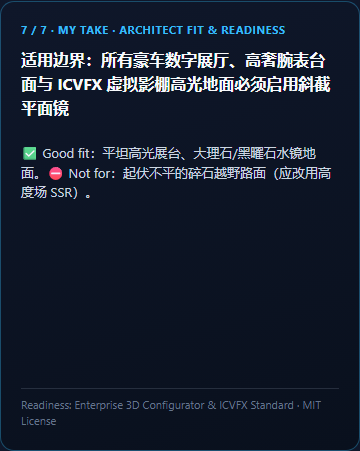 7 / 7 · MY TAKE · ARCHITECT FIT & READINESS
适用边界：所有豪车数字展厅、高奢腕表台
面与 ICVFX 虚拟影棚高光地面必须启用斜截
平面镜
✅ Good fit：平坦高光展台、大理石/黑曜石水镜地
面。⛔ Not for：起伏不平的碎石越野路面（应改用高
度场 SSR）。
Readiness: Enterprise 3D Configurator & ICVFX Standard · MIT
License